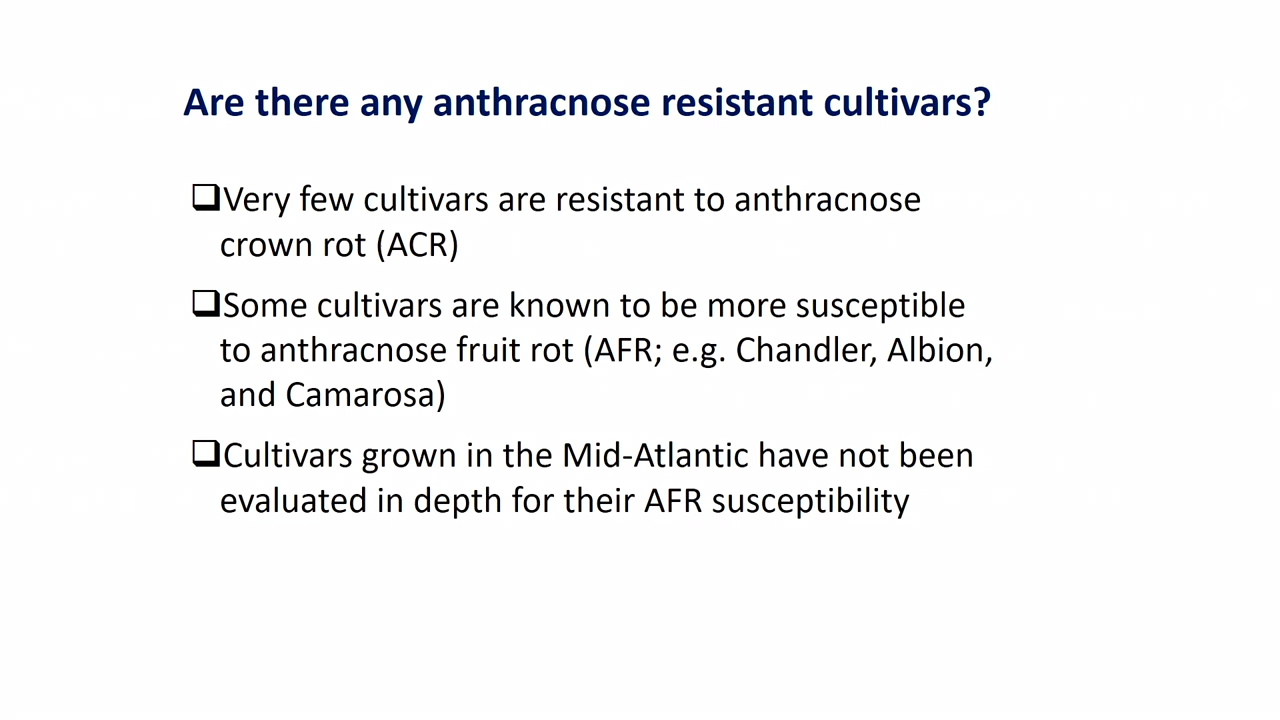 Are there any anthracnose resistant cultivars?
❑Very few cultivars are resistant to anthracnose
crown rot (ACR)
❑Some cultivars are known to be more susceptible
to anthracnose fruit rot (AFR; e.g. Chandler, Albion,
and Camarosa)
❑Cultivars grown in the Mid-Atlantic have not been
evaluated in depth for their AFR susceptibility